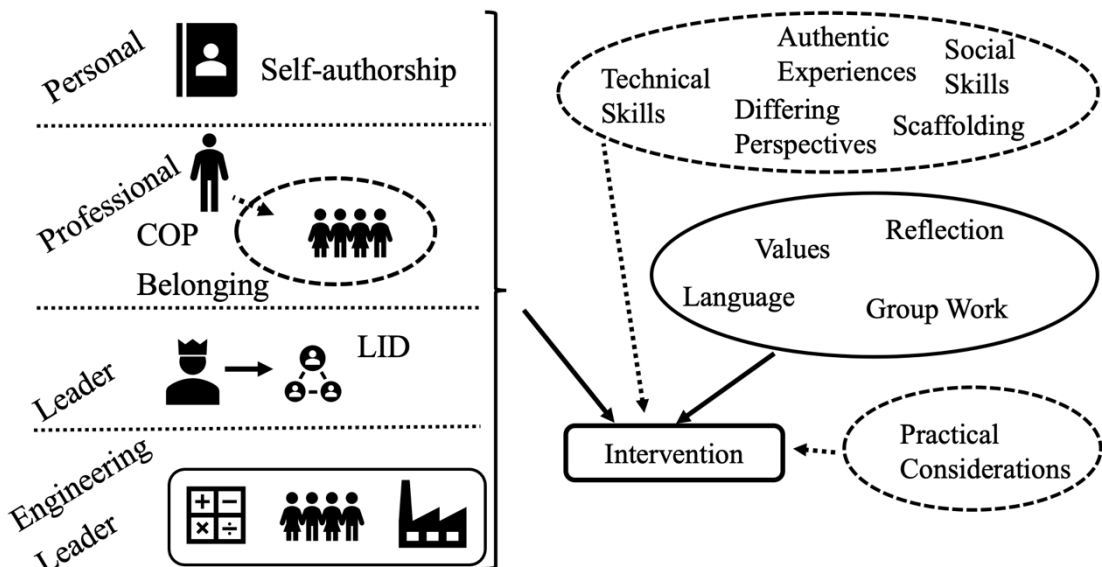 Personal
Self-authorship
Professional
COP
Belonging
Leader
LID
Engineering
Leader
+ −
× ÷
Technical
Skills
Authentic
Experiences
Social
Skills
Differing
Perspectives
Scaffolding
Values
Reflection
Language
Group Work
Intervention
Practical
Considerations